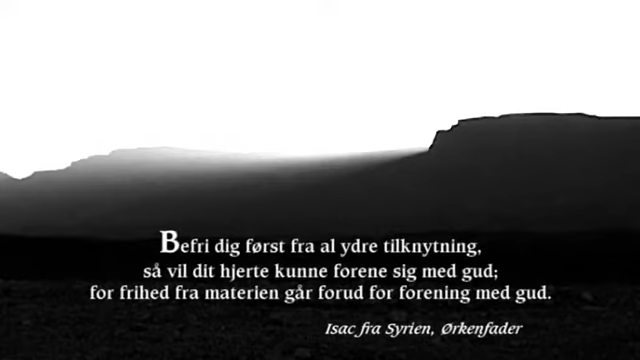 Befri dig først fra al ydre tilknytning,
så vil dit hjerte kunne forene sig med gud;
for frihed fra materien går forud for forening med gud.
Isac fra Syrien, Ørkenfader